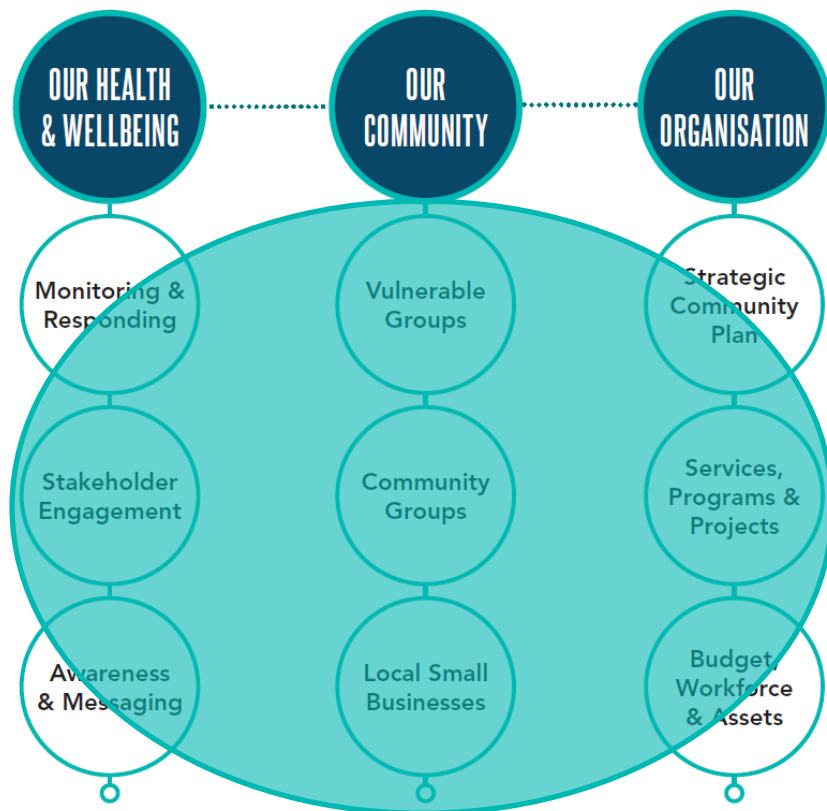 OUR HEALTH
& WELLBEING
OUR
COMMUNITY
OUR
ORGANISATION
Monitoring &
Responding
Vulnerable
Groups
Strategic
Community
Plan
Stakeholder
Engagement
Community
Groups
Services,
Programs &
Projects
Awareness
& Messaging
Local Small
Businesses
Budget,
Workforce
& Assets